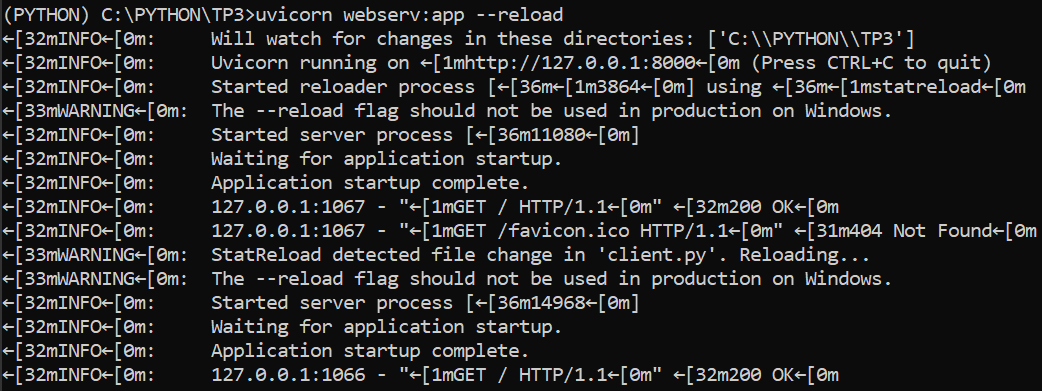 (PYTHON) C:\PYTHON\TP3>uvicorn webserv:app --reload
←[32mINFO←[0m:     Will watch for changes in these directories: ['C:\\PYTHON\\TP3']
←[32mINFO←[0m:     Uvicorn running on ←[1mhttp://127.0.0.1:8000←[0m (Press CTRL+C to quit)
←[32mINFO←[0m:     Started reloader process [←[36m←[1m3864←[0m] using ←[36m←[1mstatreload←[0m
←[33mWARNING←[0m:  The --reload flag should not be used in production on Windows.
←[32mINFO←[0m:     Started server process [←[36m11080←[0m]
←[32mINFO←[0m:     Waiting for application startup.
←[32mINFO←[0m:     Application startup complete.
←[32mINFO←[0m:     127.0.0.1:1067 - "←[1mGET / HTTP/1.1←[0m" ←[32m200 OK←[0m
←[32mINFO←[0m:     127.0.0.1:1067 - "←[1mGET /favicon.ico HTTP/1.1←[0m" ←[31m404 Not Found←[0m
←[33mWARNING←[0m:  StatReload detected file change in 'client.py'. Reloading...
←[33mWARNING←[0m:  The --reload flag should not be used in production on Windows.
←[32mINFO←[0m:     Started server process [←[36m14968←[0m]
←[32mINFO←[0m:     Waiting for application startup.
←[32mINFO←[0m:     Application startup complete.
←[32mINFO←[0m:     127.0.0.1:1066 - "←[1mGET / HTTP/1.1←[0m" ←[32m200 OK←[0m